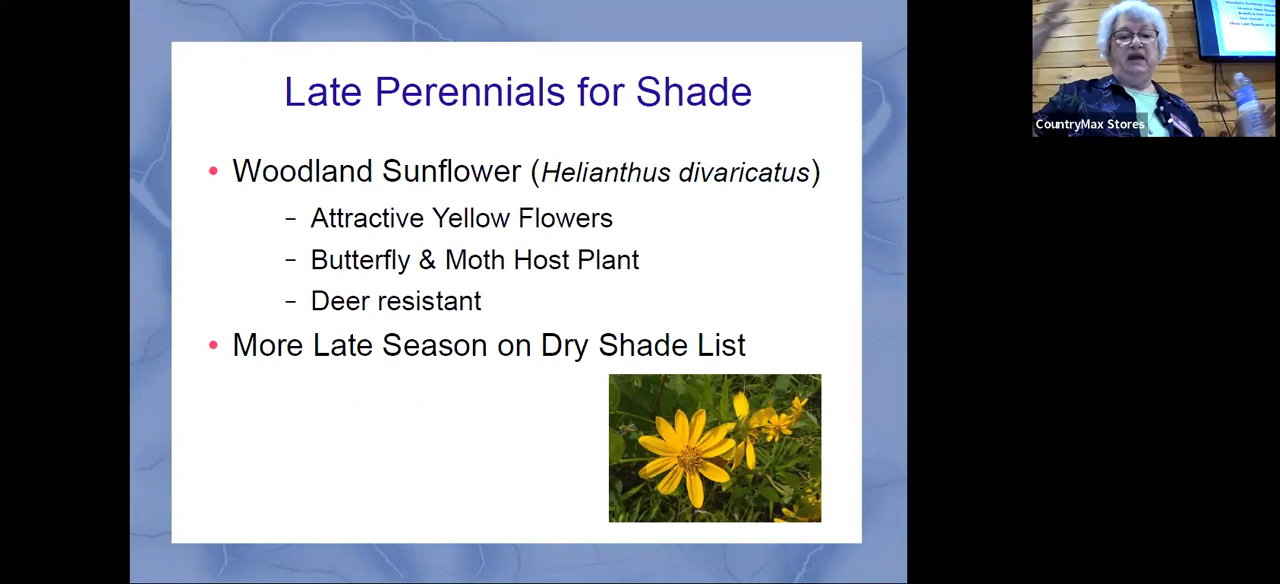 Late Perennials for Shade
• Woodland Sunflower (Helianthus divaricatus)
– Attractive Yellow Flowers
– Butterfly & Moth Host Plant
– Deer resistant
• More Late Season on Dry Shade List
CountryMax Stores